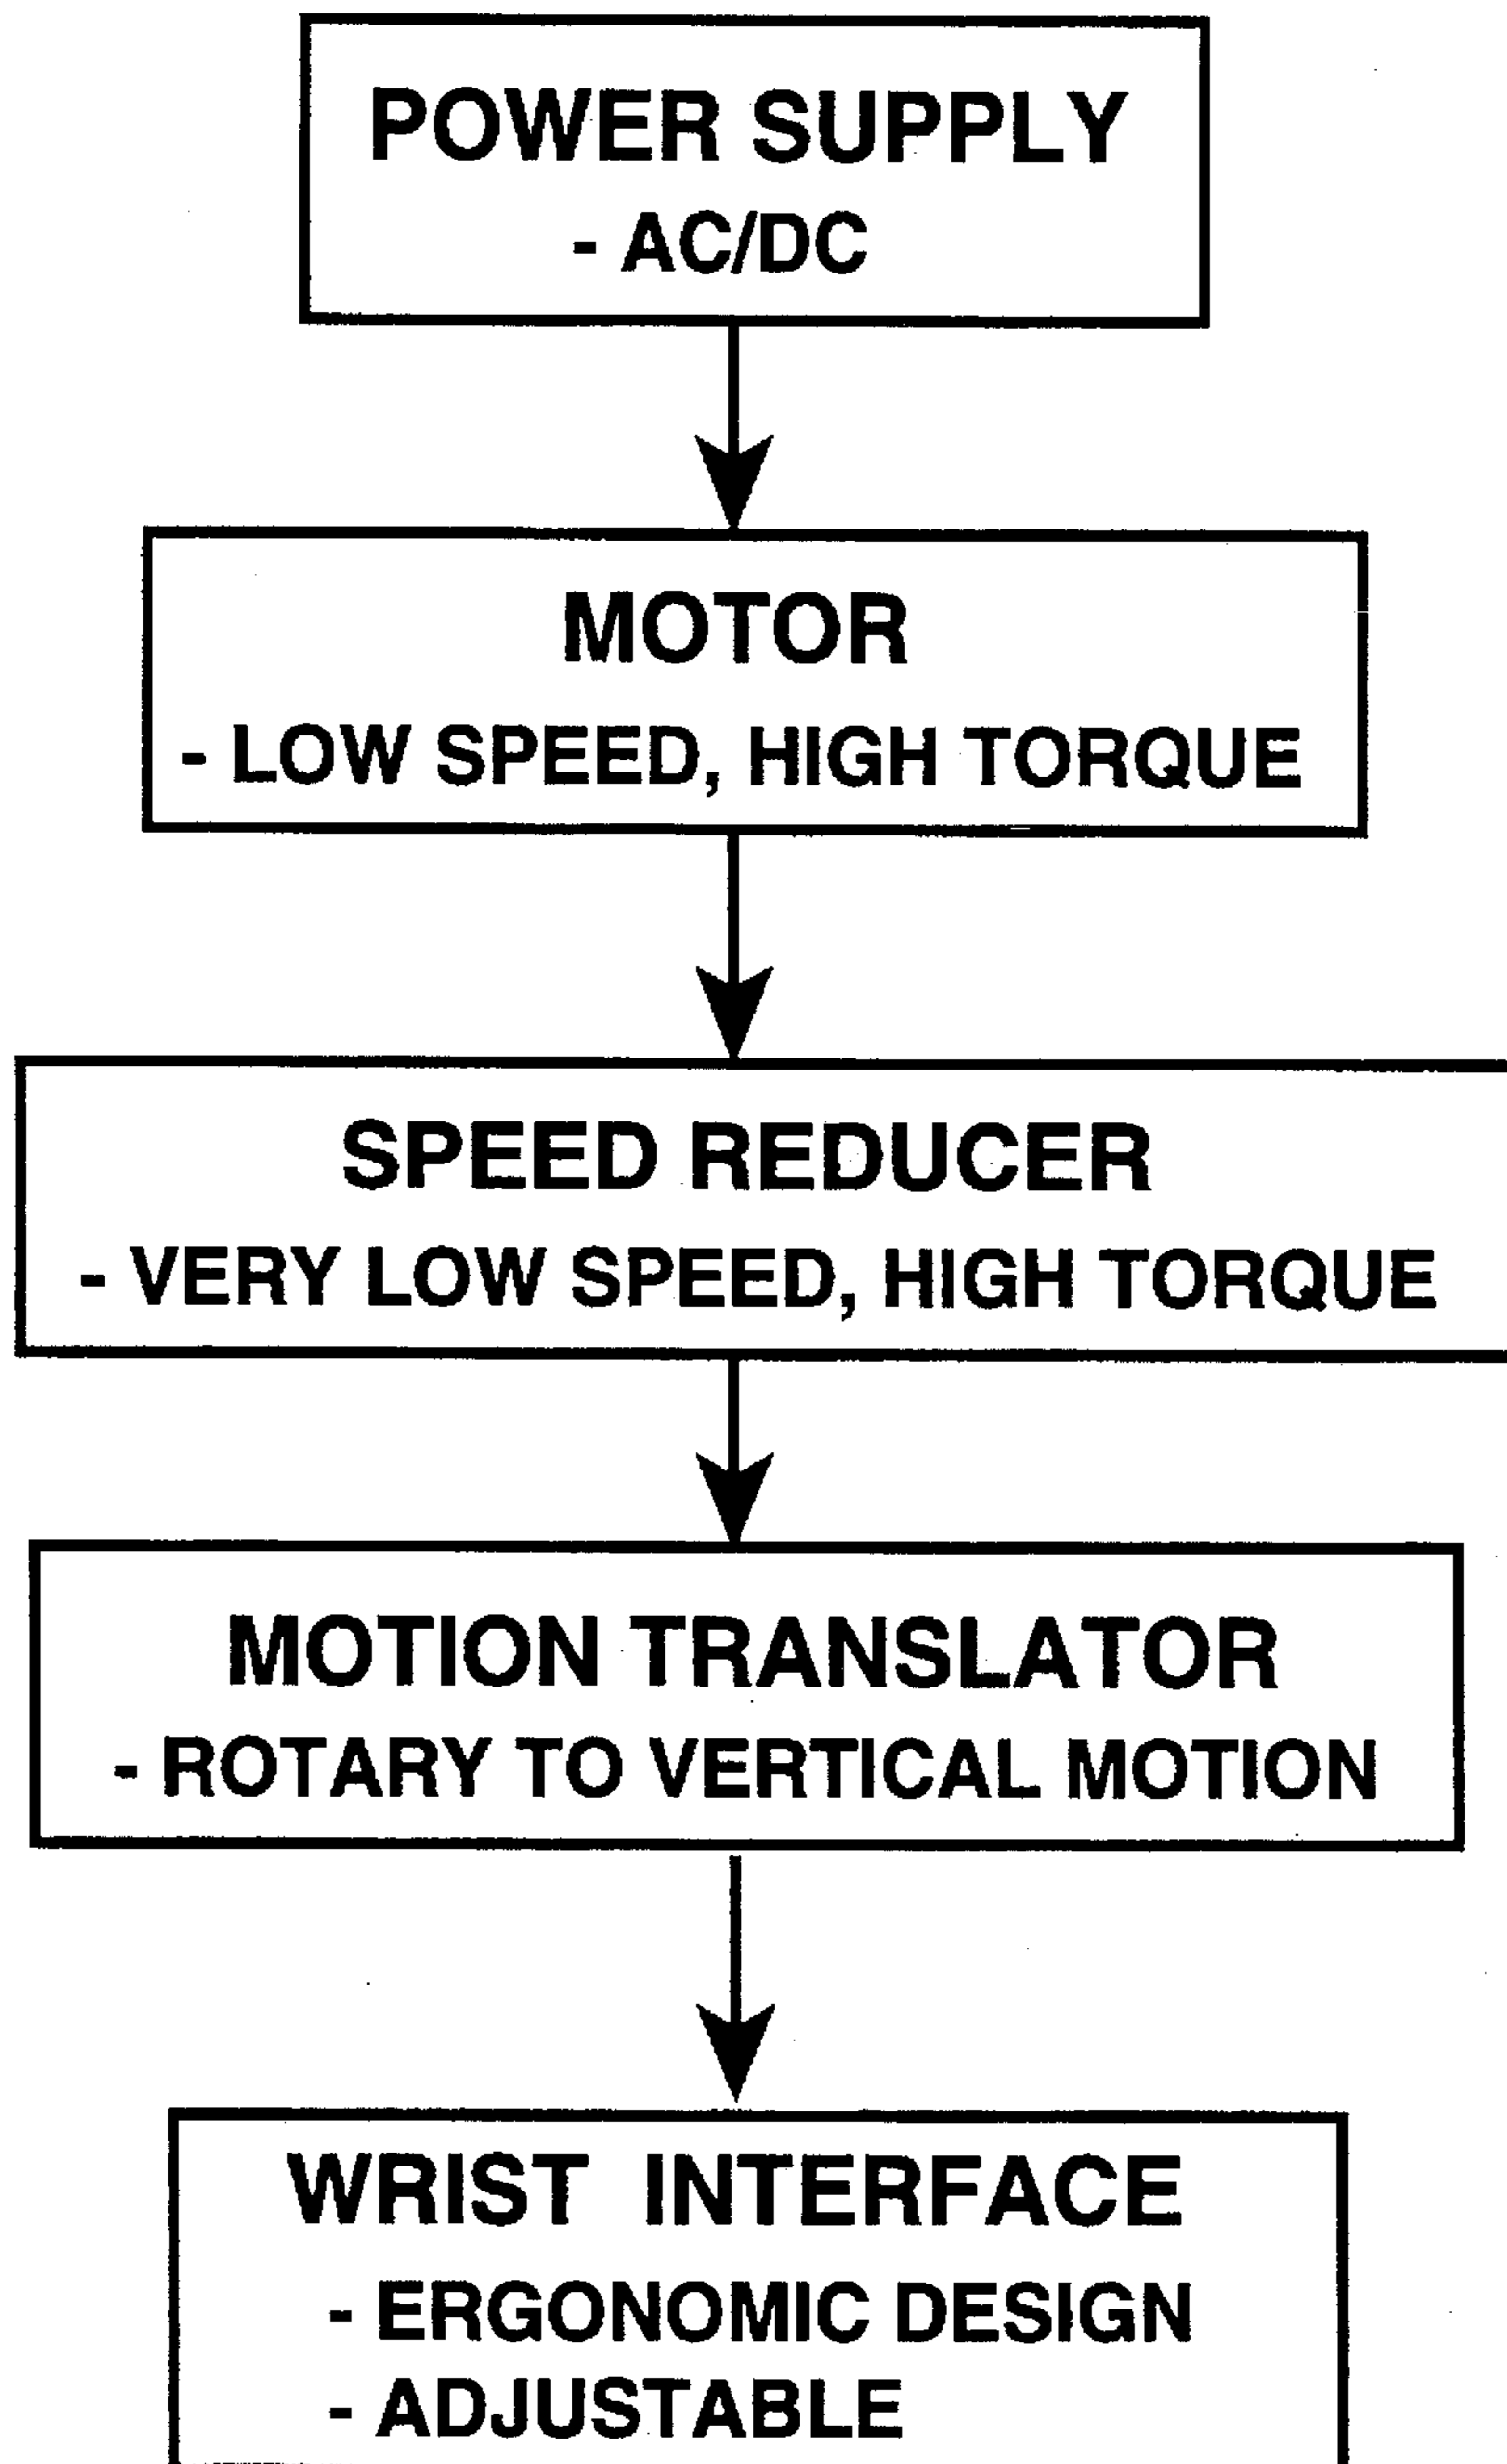 POWER SUPPLY
- AC/DC
MOTOR
- LOW SPEED, HIGH TORQUE
SPEED REDUCER
- VERY LOW SPEED, HIGH TORQUE
MOTION TRANSLATOR
- ROTARY TO VERTICAL MOTION
WRIST INTERFACE
- ERGONOMIC DESIGN
- ADJUSTABLE